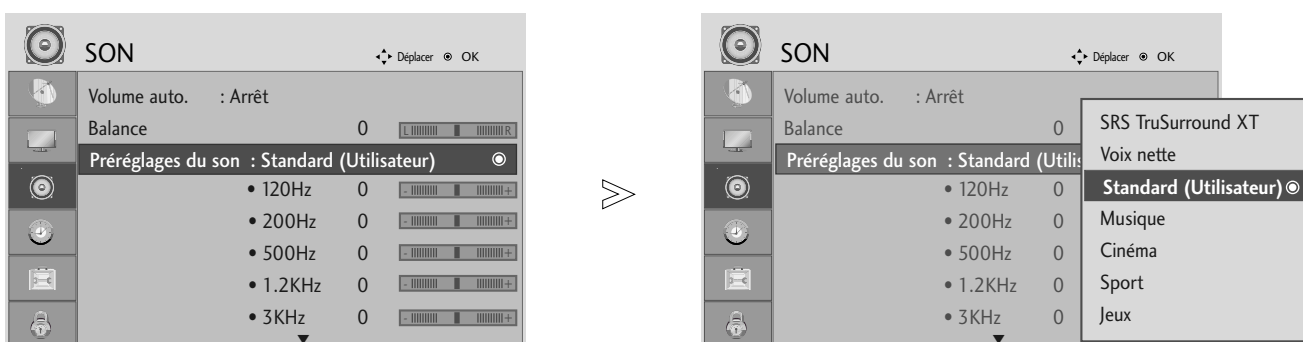 SON
Déplacer OK
Volume auto. : Arrêt
Balance 0 L R
Préréglages du son : Standard (Utilisateur)
• 120Hz 0 - +
• 200Hz 0 - +
• 500Hz 0 - +
• 1.2KHz 0 - +
• 3KHz 0 - +
SON
Déplacer OK
Volume auto. : Arrêt
Balance 0
Préréglages du son : Standard (Utilis
• 120Hz 0
• 200Hz 0
• 500Hz 0
• 1.2KHz 0
• 3KHz 0
SRS TruSurround XT
Voix nette
Standard (Utilisateur)
Musique
Cinéma
Sport
Jeux